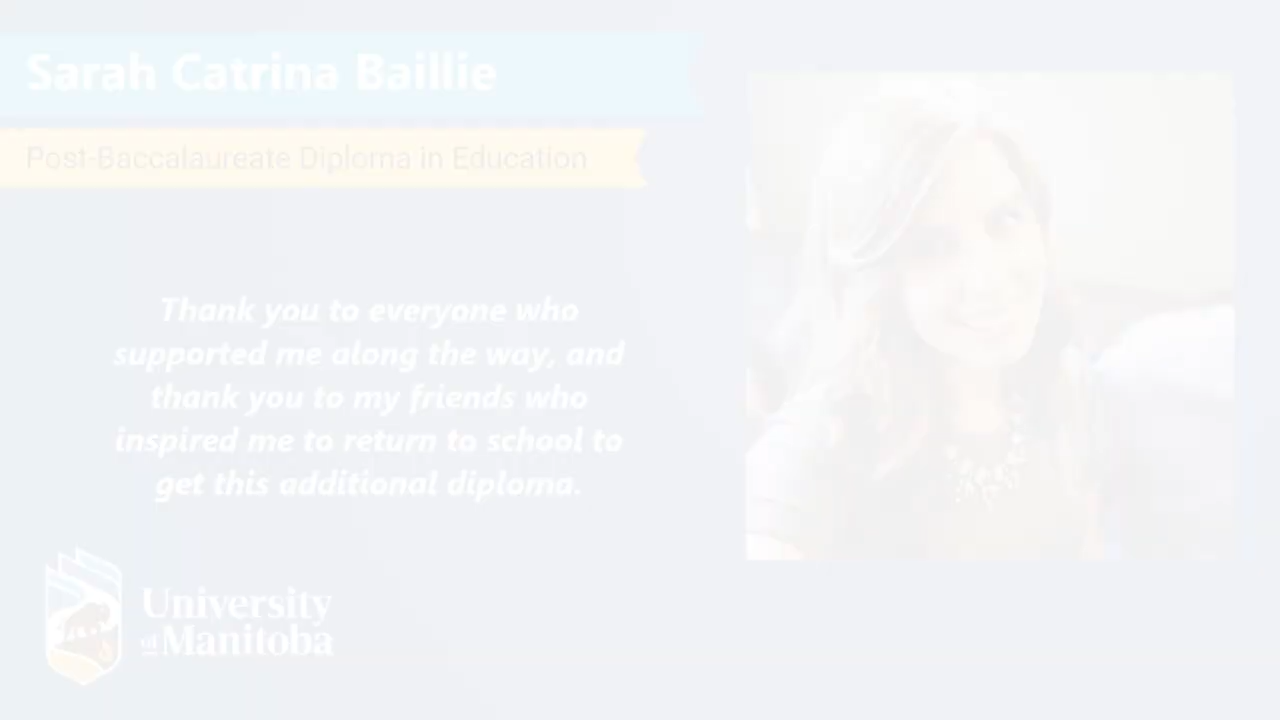 Sarah Catrina Baillie
Post-Baccalaureate Diploma in Education
Thank you to everyone who
supported me along the way, and
thank you to my friends who
inspired me to return to school to
get this additional diploma.
University
of Manitoba